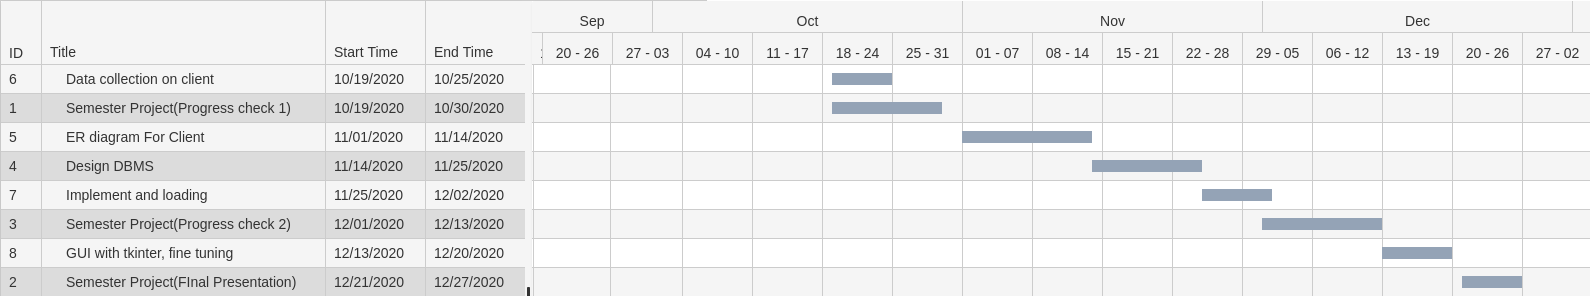 Sep Oct Nov Dec
ID Title Start Time End Time 20 - 26 27 - 03 04 - 10 11 - 17 18 - 24 25 - 31 01 - 07 08 - 14 15 - 21 22 - 28 29 - 05 06 - 12 13 - 19 20 - 26 27 - 02
6 Data collection on client 10/19/2020 10/25/2020
1 Semester Project(Progress check 1) 10/19/2020 10/30/2020
5 ER diagram For Client 11/01/2020 11/14/2020
4 Design DBMS 11/14/2020 11/25/2020
7 Implement and loading 11/25/2020 12/02/2020
3 Semester Project(Progress check 2) 12/01/2020 12/13/2020
8 GUI with tkinter, fine tuning 12/13/2020 12/20/2020
2 Semester Project(FInal Presentation) 12/21/2020 12/27/2020